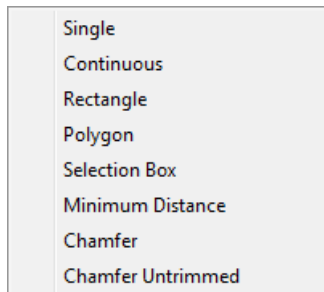 Single
Continuous
Rectangle
Polygon
Selection Box
Minimum Distance
Chamfer
Chamfer Untrimmed